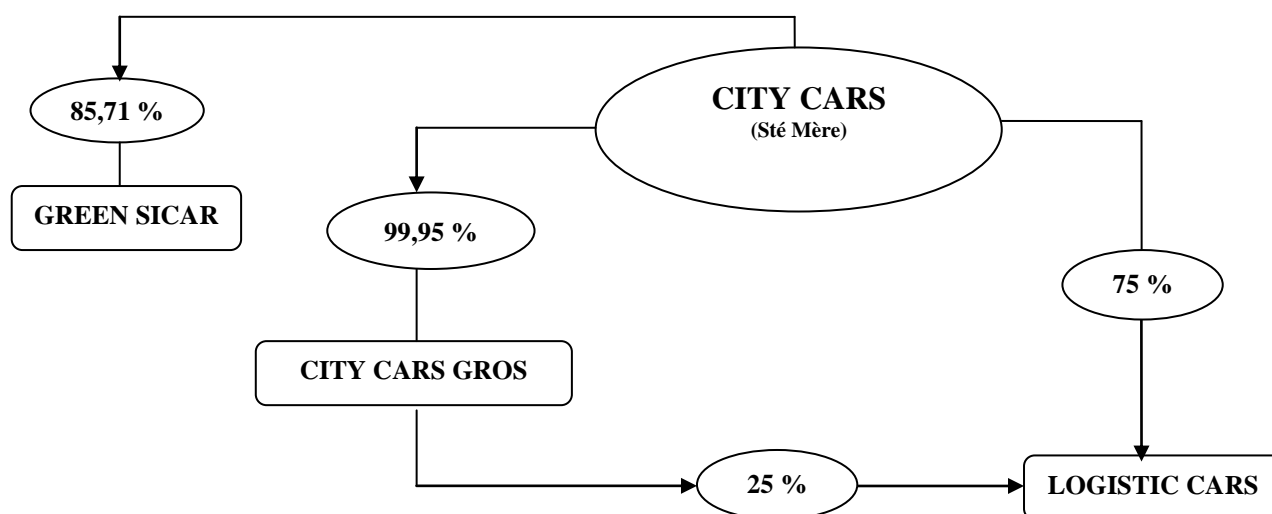 CITY CARS
(Sté Mère)
85,71 %
GREEN SICAR
99,95 %
75 %
CITY CARS GROS
25 %
LOGISTIC CARS